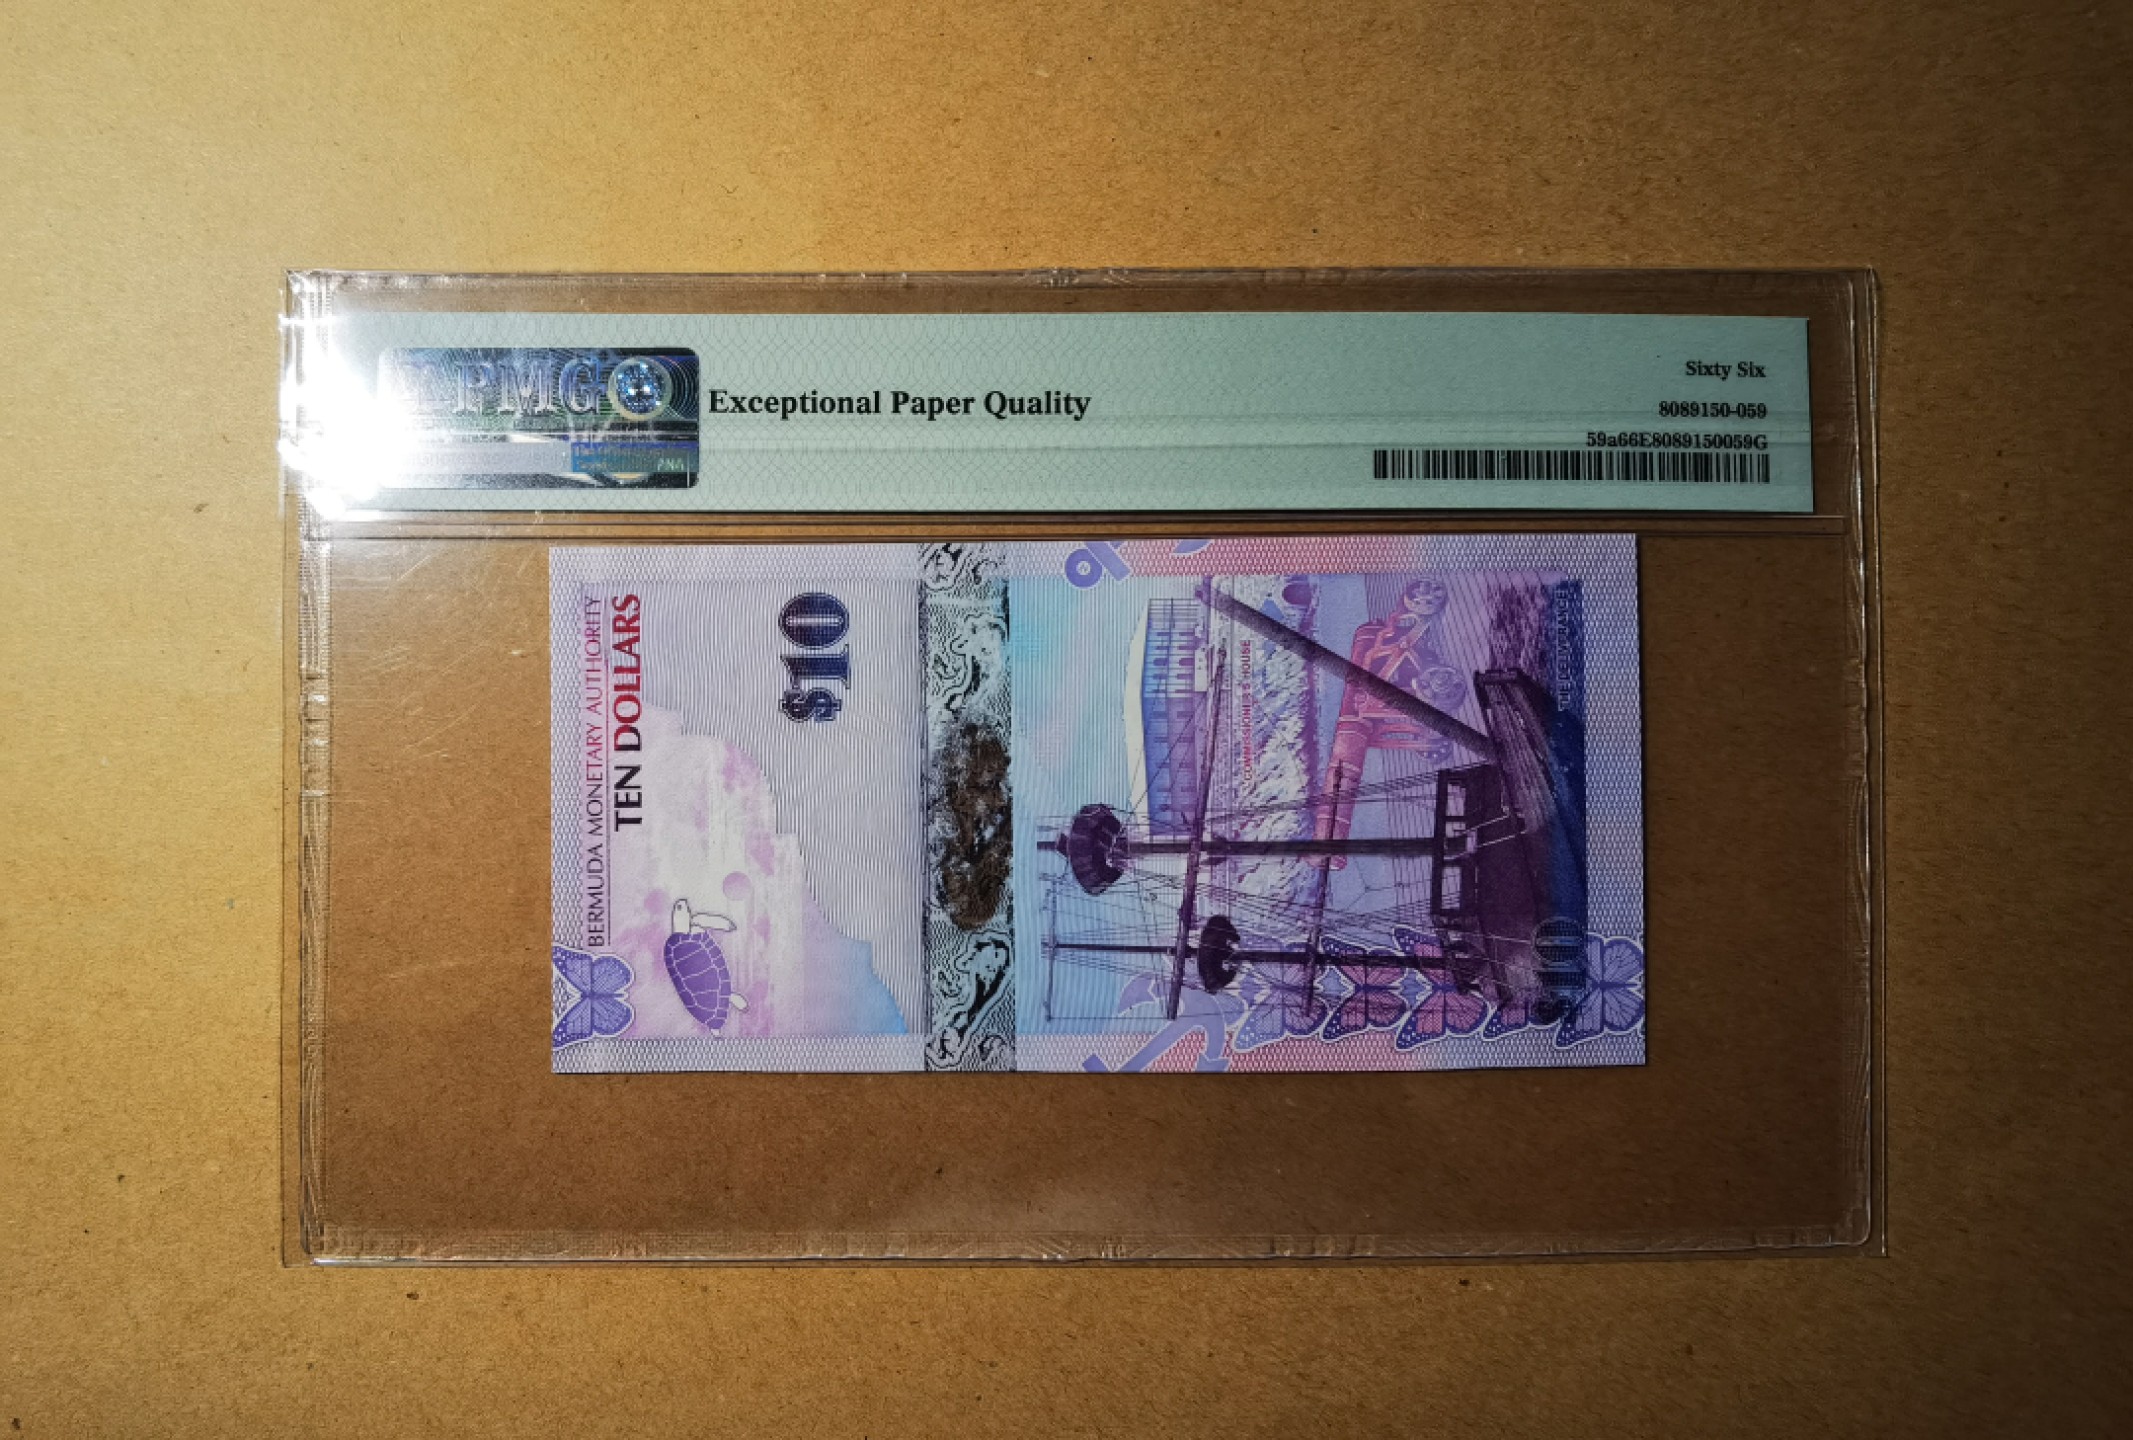 PMG
Exceptional Paper Quality
Sixty Six
8089150-059
59a66E8089150059G
BERMUDA MONETARY AUTHORITY
TEN DOLLARS
$10
COMMISSIONER'S HOUSE
THE DELIVERANCE
$10